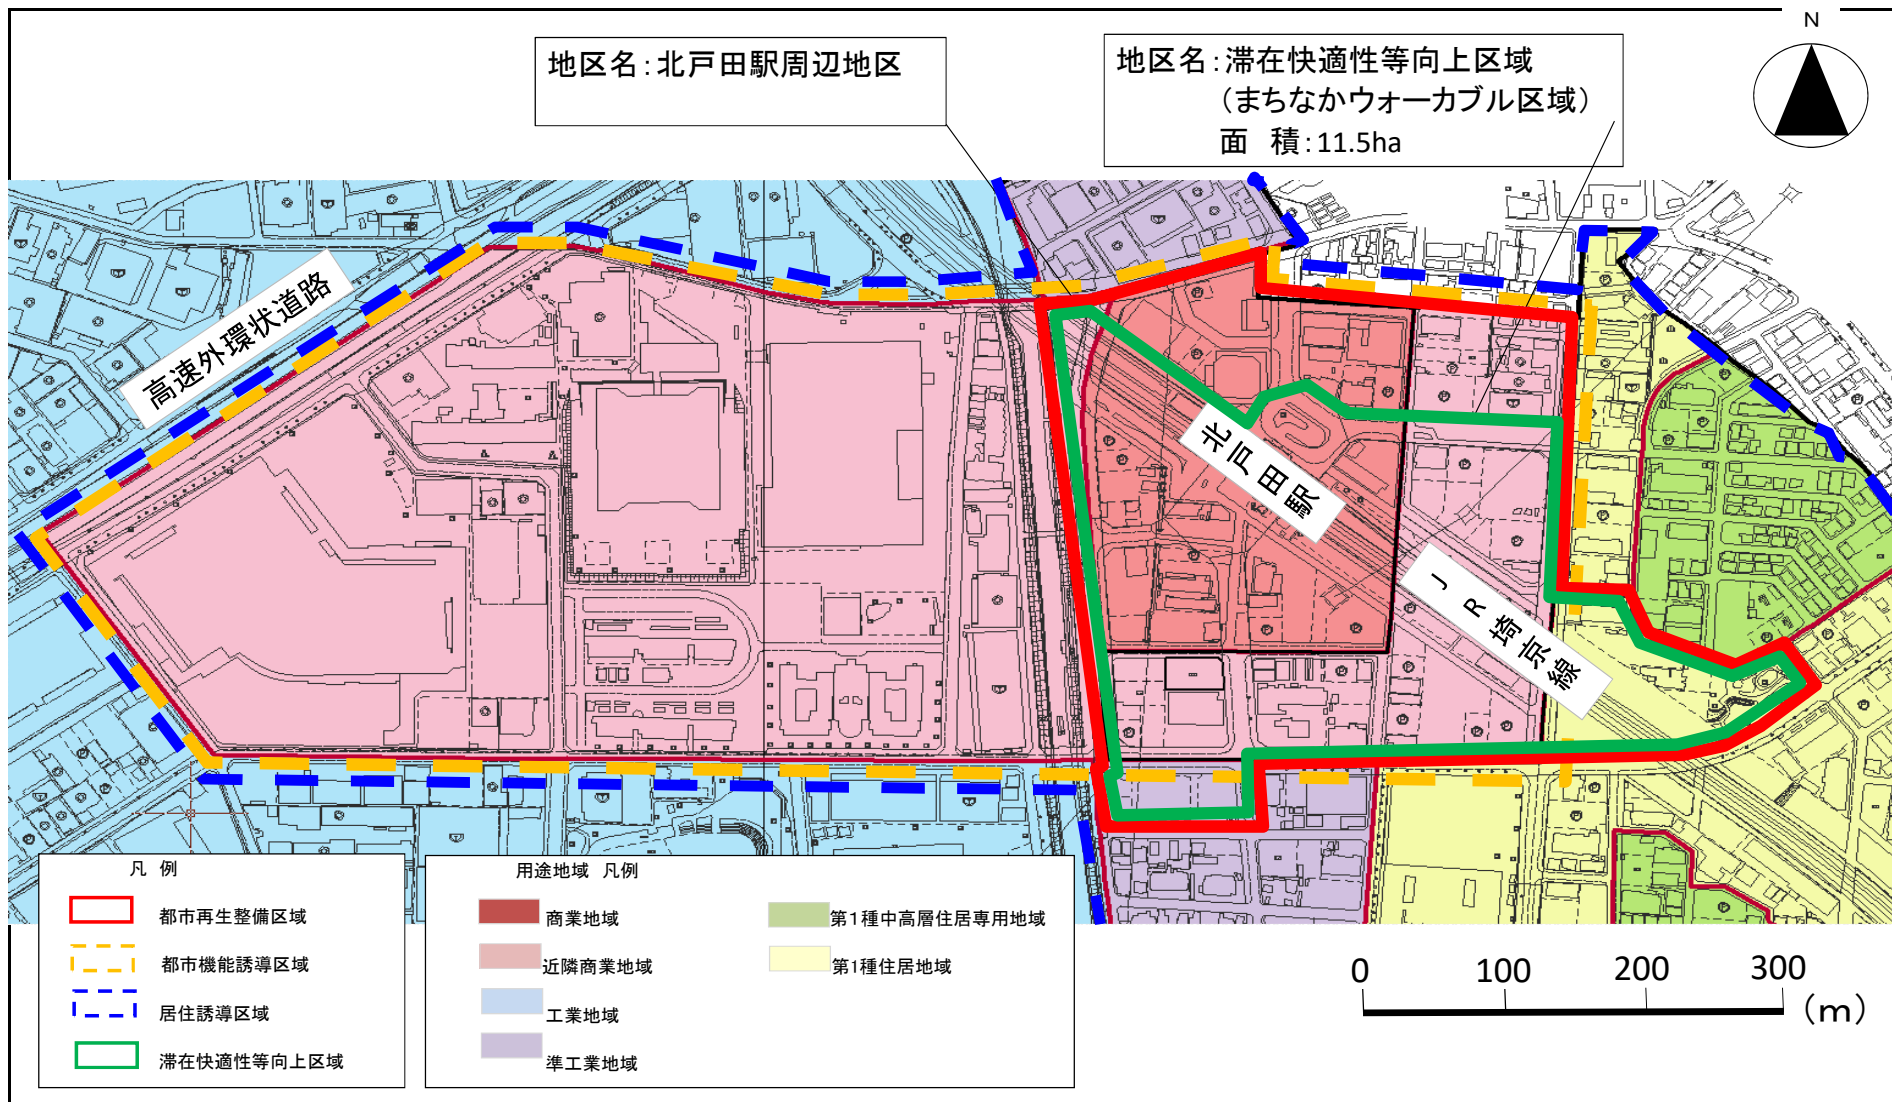 地区名：北戸田駅周辺地区
地区名：滞在快適性等向上区域
（まちなかウォーカブル区域）
面　積：11.5ha
N
高速外環状道路
北戸田駅
JR埼京線
凡　例
都市再生整備区域
都市機能誘導区域
居住誘導区域
滞在快適性等向上区域
用途地域　凡例
商業地域
近隣商業地域
工業地域
準工業地域
第1種中高層住居専用地域
第1種住居地域
0 100 200 300
（m）